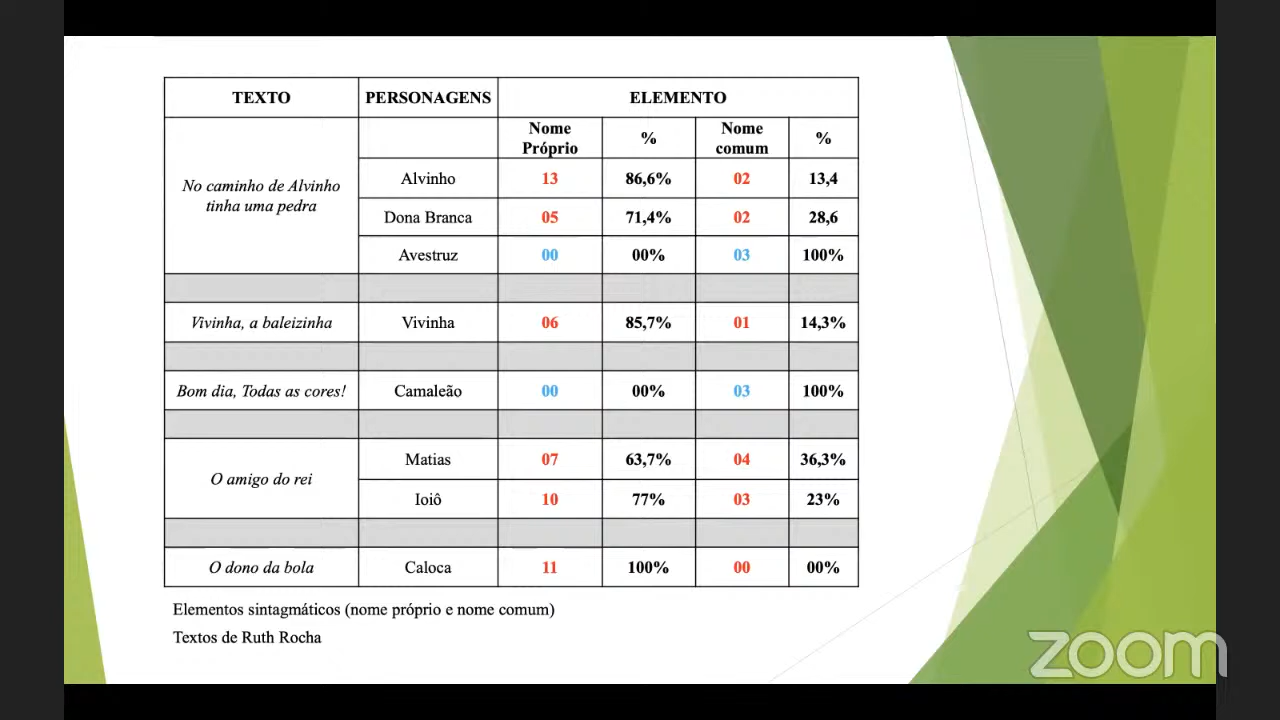 TEXTO PERSONAGENS ELEMENTO
Nome Próprio % Nome comum %
No caminho de Alvinho
tinha uma pedra
Alvinho 13 86,6% 02 13,4
Dona Branca 05 71,4% 02 28,6
Avestruz 00 00% 03 100%
Vivinha, a baleizinha Vivinha 06 85,7% 01 14,3%
Bom dia, Todas as cores! Camaleão 00 00% 03 100%
O amigo do rei
Matias 07 63,7% 04 36,3%
Ioiô 10 77% 03 23%
O dono da bola Caloca 11 100% 00 00%
Elementos sintagmáticos (nome próprio e nome comum)
Textos de Ruth Rocha
zoom